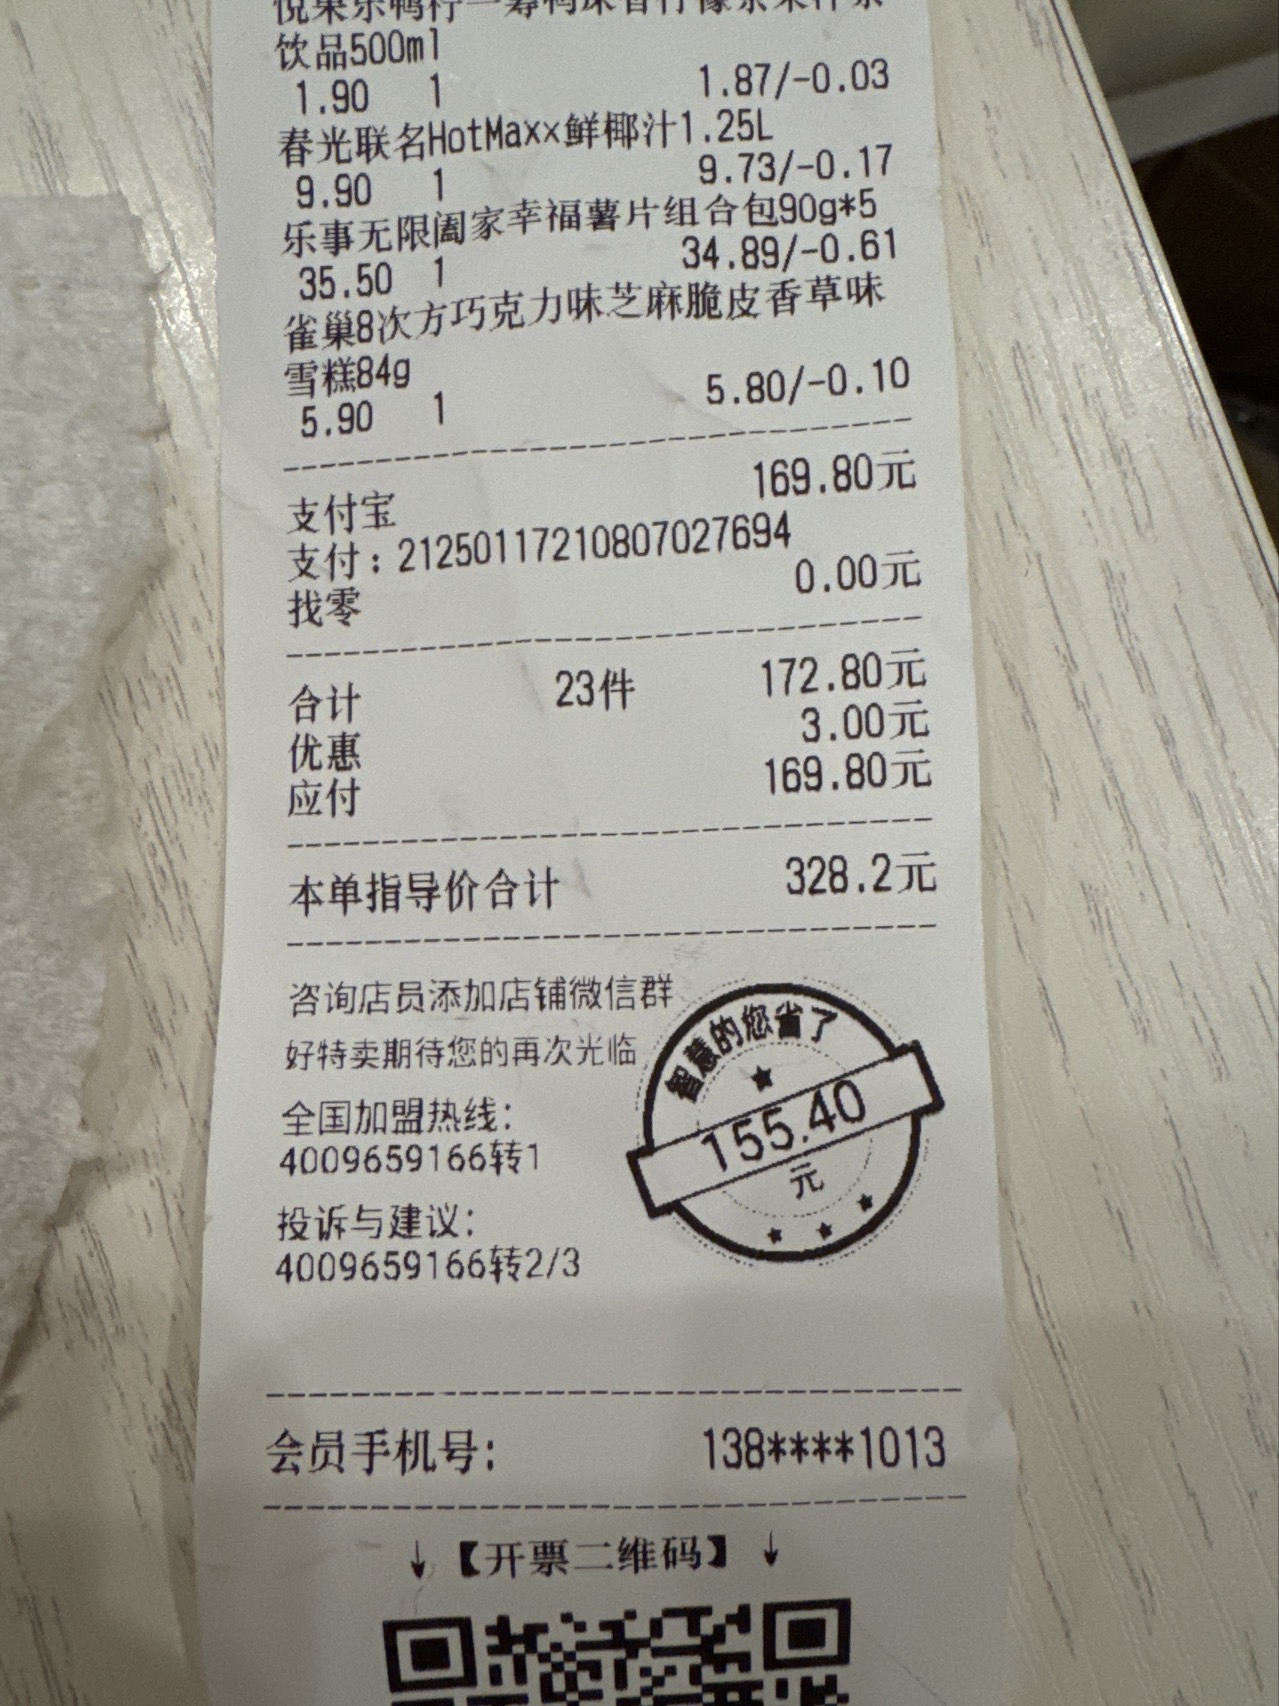 饮品500ml
1.90 1 1.87/-0.03
春光联名HotMaxx鲜椰汁1.25L
9.90 1 9.73/-0.17
乐事无限阖家幸福薯片组合包90g*5
35.50 1 34.89/-0.61
雀巢8次方巧克力味芝麻脆皮香草味
雪糕84g
5.90 1 5.80/-0.10
支付宝 169.80元
支付：21250117210807027694
找零 0.00元
合计 23件 172.80元
优惠 3.00元
应付 169.80元
本单指导价合计 328.2元
咨询店员添加店铺微信群
好特卖期待您的再次光临
全国加盟热线：
4009659166转1
投诉与建议：
4009659166转2/3
智慧的您省了
155.40
元
会员手机号： 138****1013
↓【开票二维码】↓